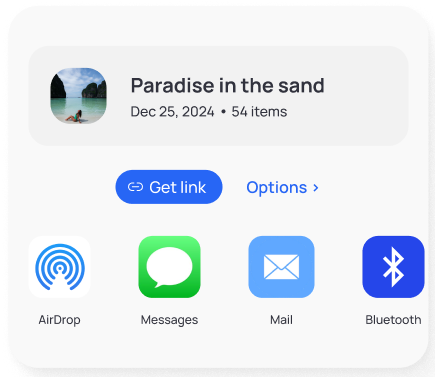 Paradise in the sand
Dec 25, 2024 • 54 items
Get link
Options ›
AirDrop
Messages
Mail
Bluetooth